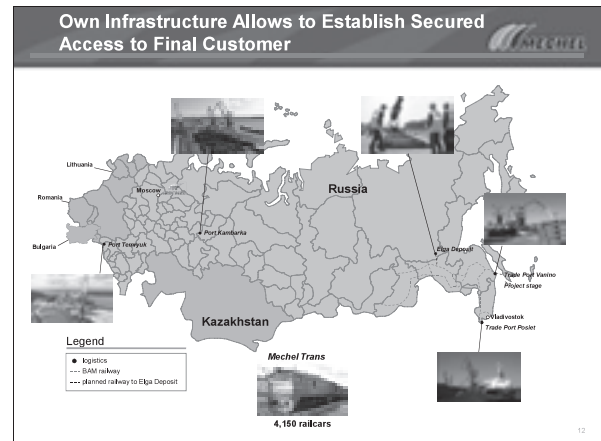 Own Infrastructure Allows to Establish Secured
Access to Final Customer
MECHEL
Lithuania
Moscow
Russia
Romania
Port Kambarka
Bulgaria
Port Temryuk
Elga Deposit
Trade Port Vanino
Project stage
Vladivostok
Trade Port Posiet
Kazakhstan
Legend
logistics
BAM railway
planned railway to Elga Deposit
Mechel Trans
4,150 railcars
12